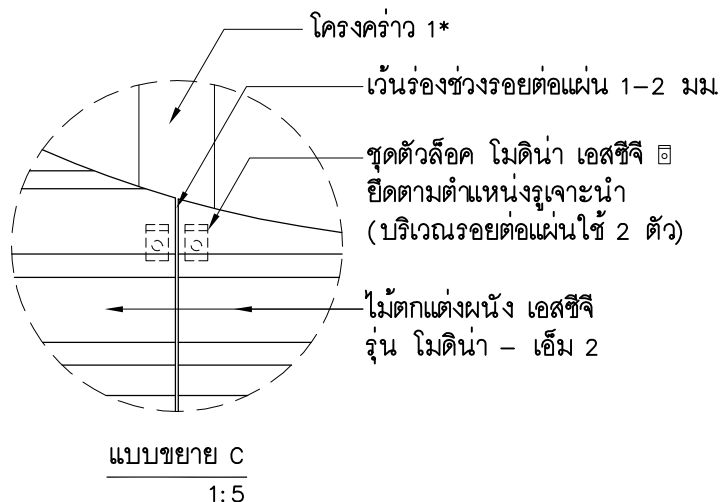 โครงคร่าว 1*
เว้นร่องช่วงรอยต่อแผ่น 1-2 มม.
ชุดตัวล็อค โมดิน่า เอสซีจี
ยึดตามตำแหน่งรูเจาะนำ
(บริเวณรอยต่อแผ่นใช้ 2 ตัว)
ไม้ตกแต่งผนัง เอสซีจี
รุ่น โมดิน่า - เอ็ม 2
แบบขยาย C
1:5